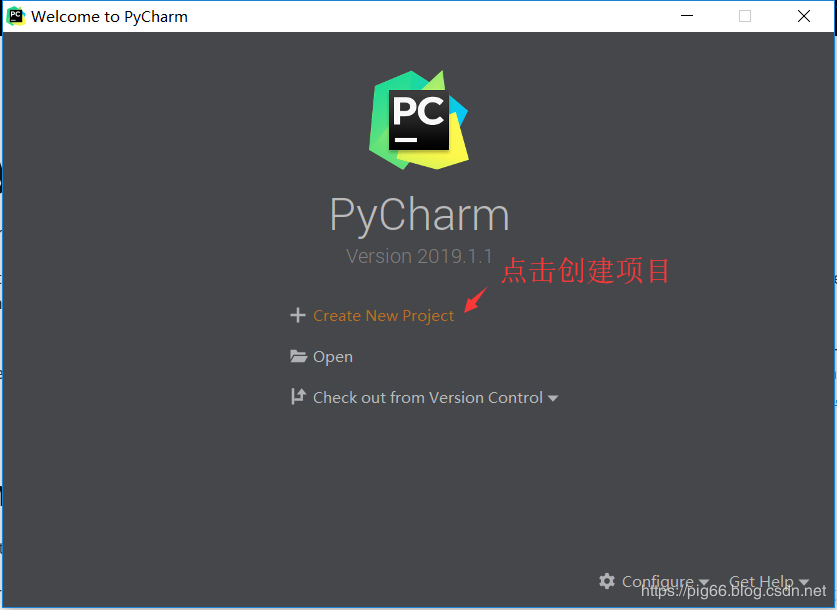 Welcome to PyCharm
PC
PyCharm
Version 2019.1.1
点击创建项目
Create New Project
Open
Check out from Version Control
Configure
Get Help
https://pig66.blog.csdn.net